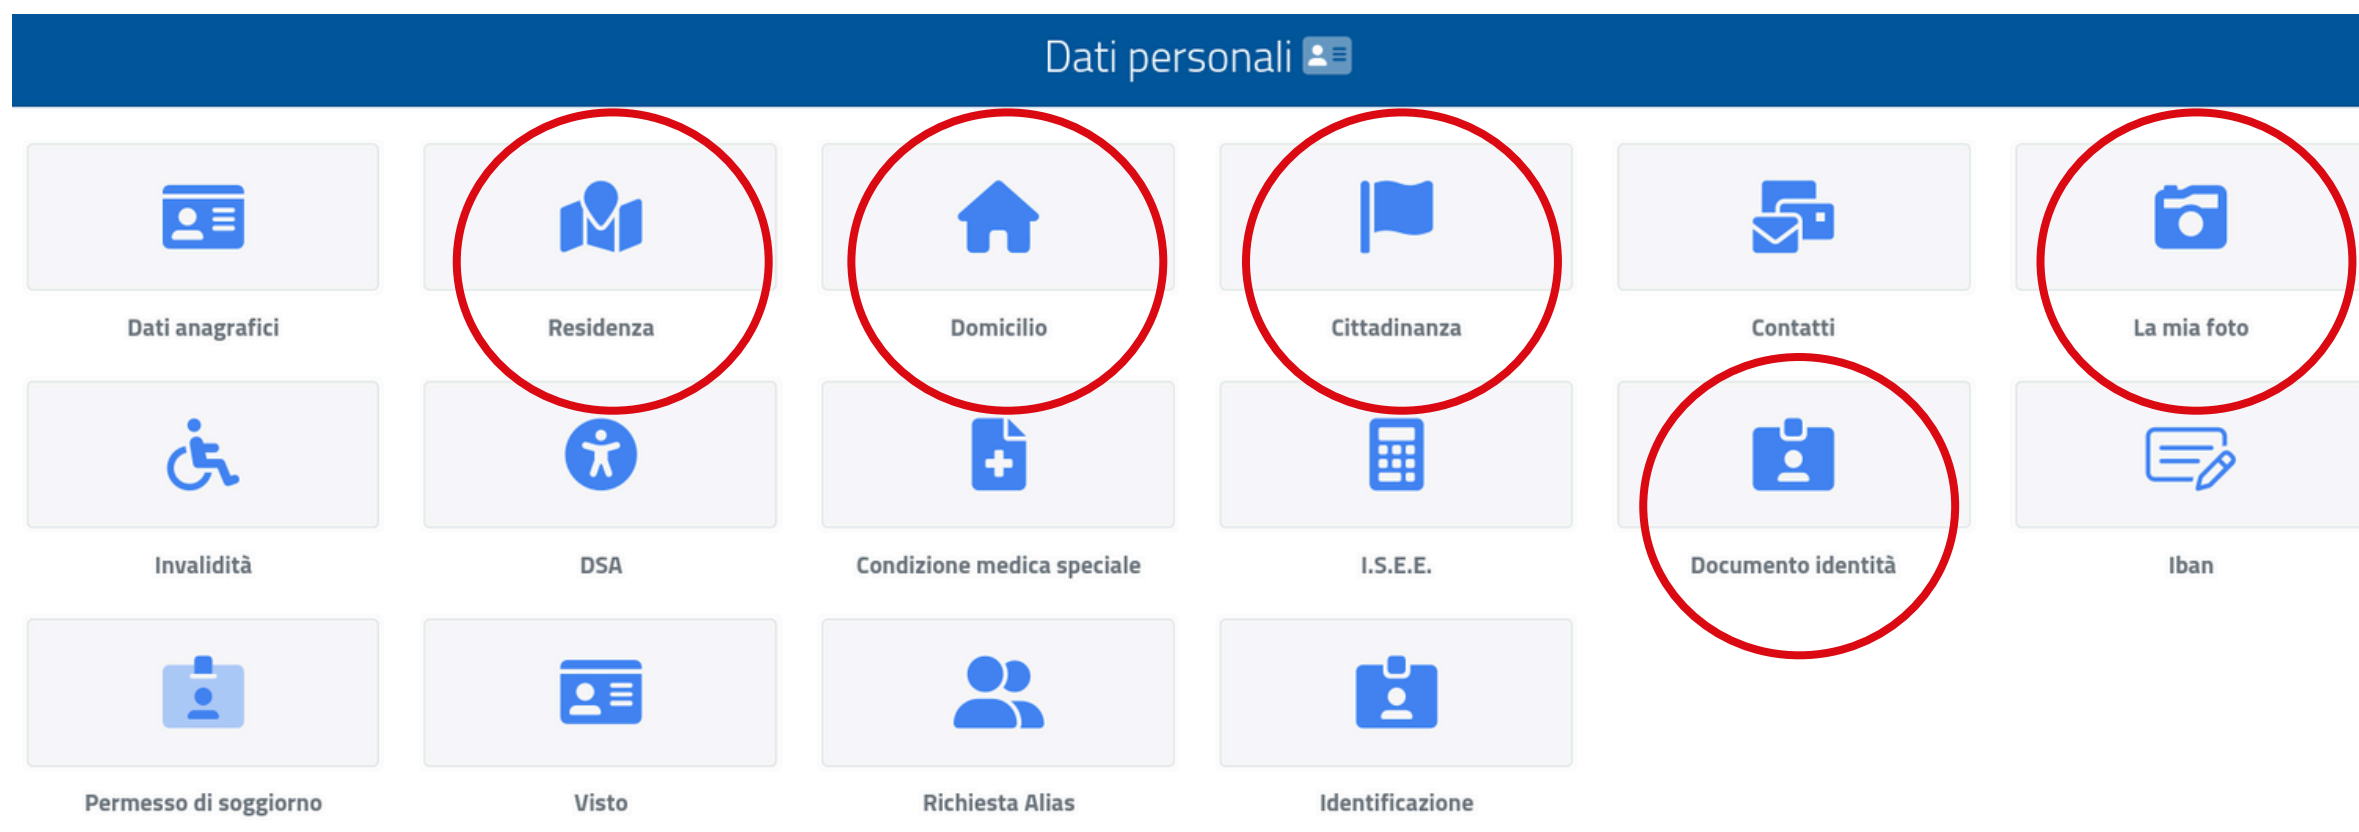 Dati personali
Dati anagrafici
Residenza
Domicilio
Cittadinanza
Contatti
La mia foto
Invalidità
DSA
Condizione medica speciale
I.S.E.E.
Documento identità
Iban
Permesso di soggiorno
Visto
Richiesta Alias
Identificazione